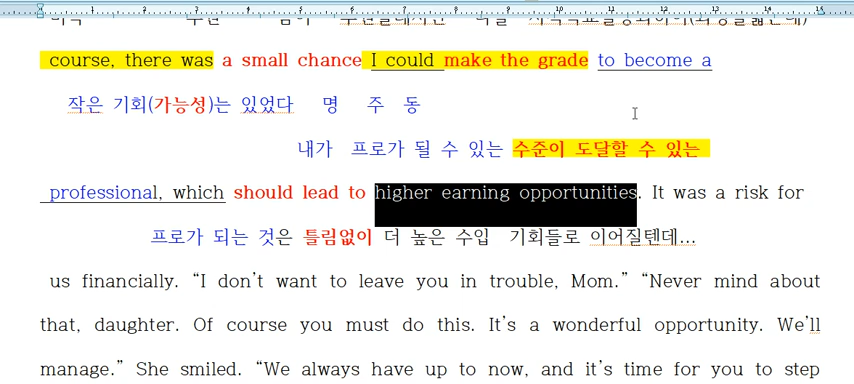 course, there was a small chance I could make the grade to become a
작은 기회(가능성)는 있었다 명 주 동
내가 프로가 될 수 있는 수준이 도달할 수 있는
professional, which should lead to higher earning opportunities. It was a risk for
프로가 되는 것은 틀림없이 더 높은 수입 기회들로 이어질텐데...
us financially. “I don’t want to leave you in trouble, Mom.” “Never mind about
that, daughter. Of course you must do this. It’s a wonderful opportunity. We’ll
manage.” She smiled. “We always have up to now, and it’s time for you to step